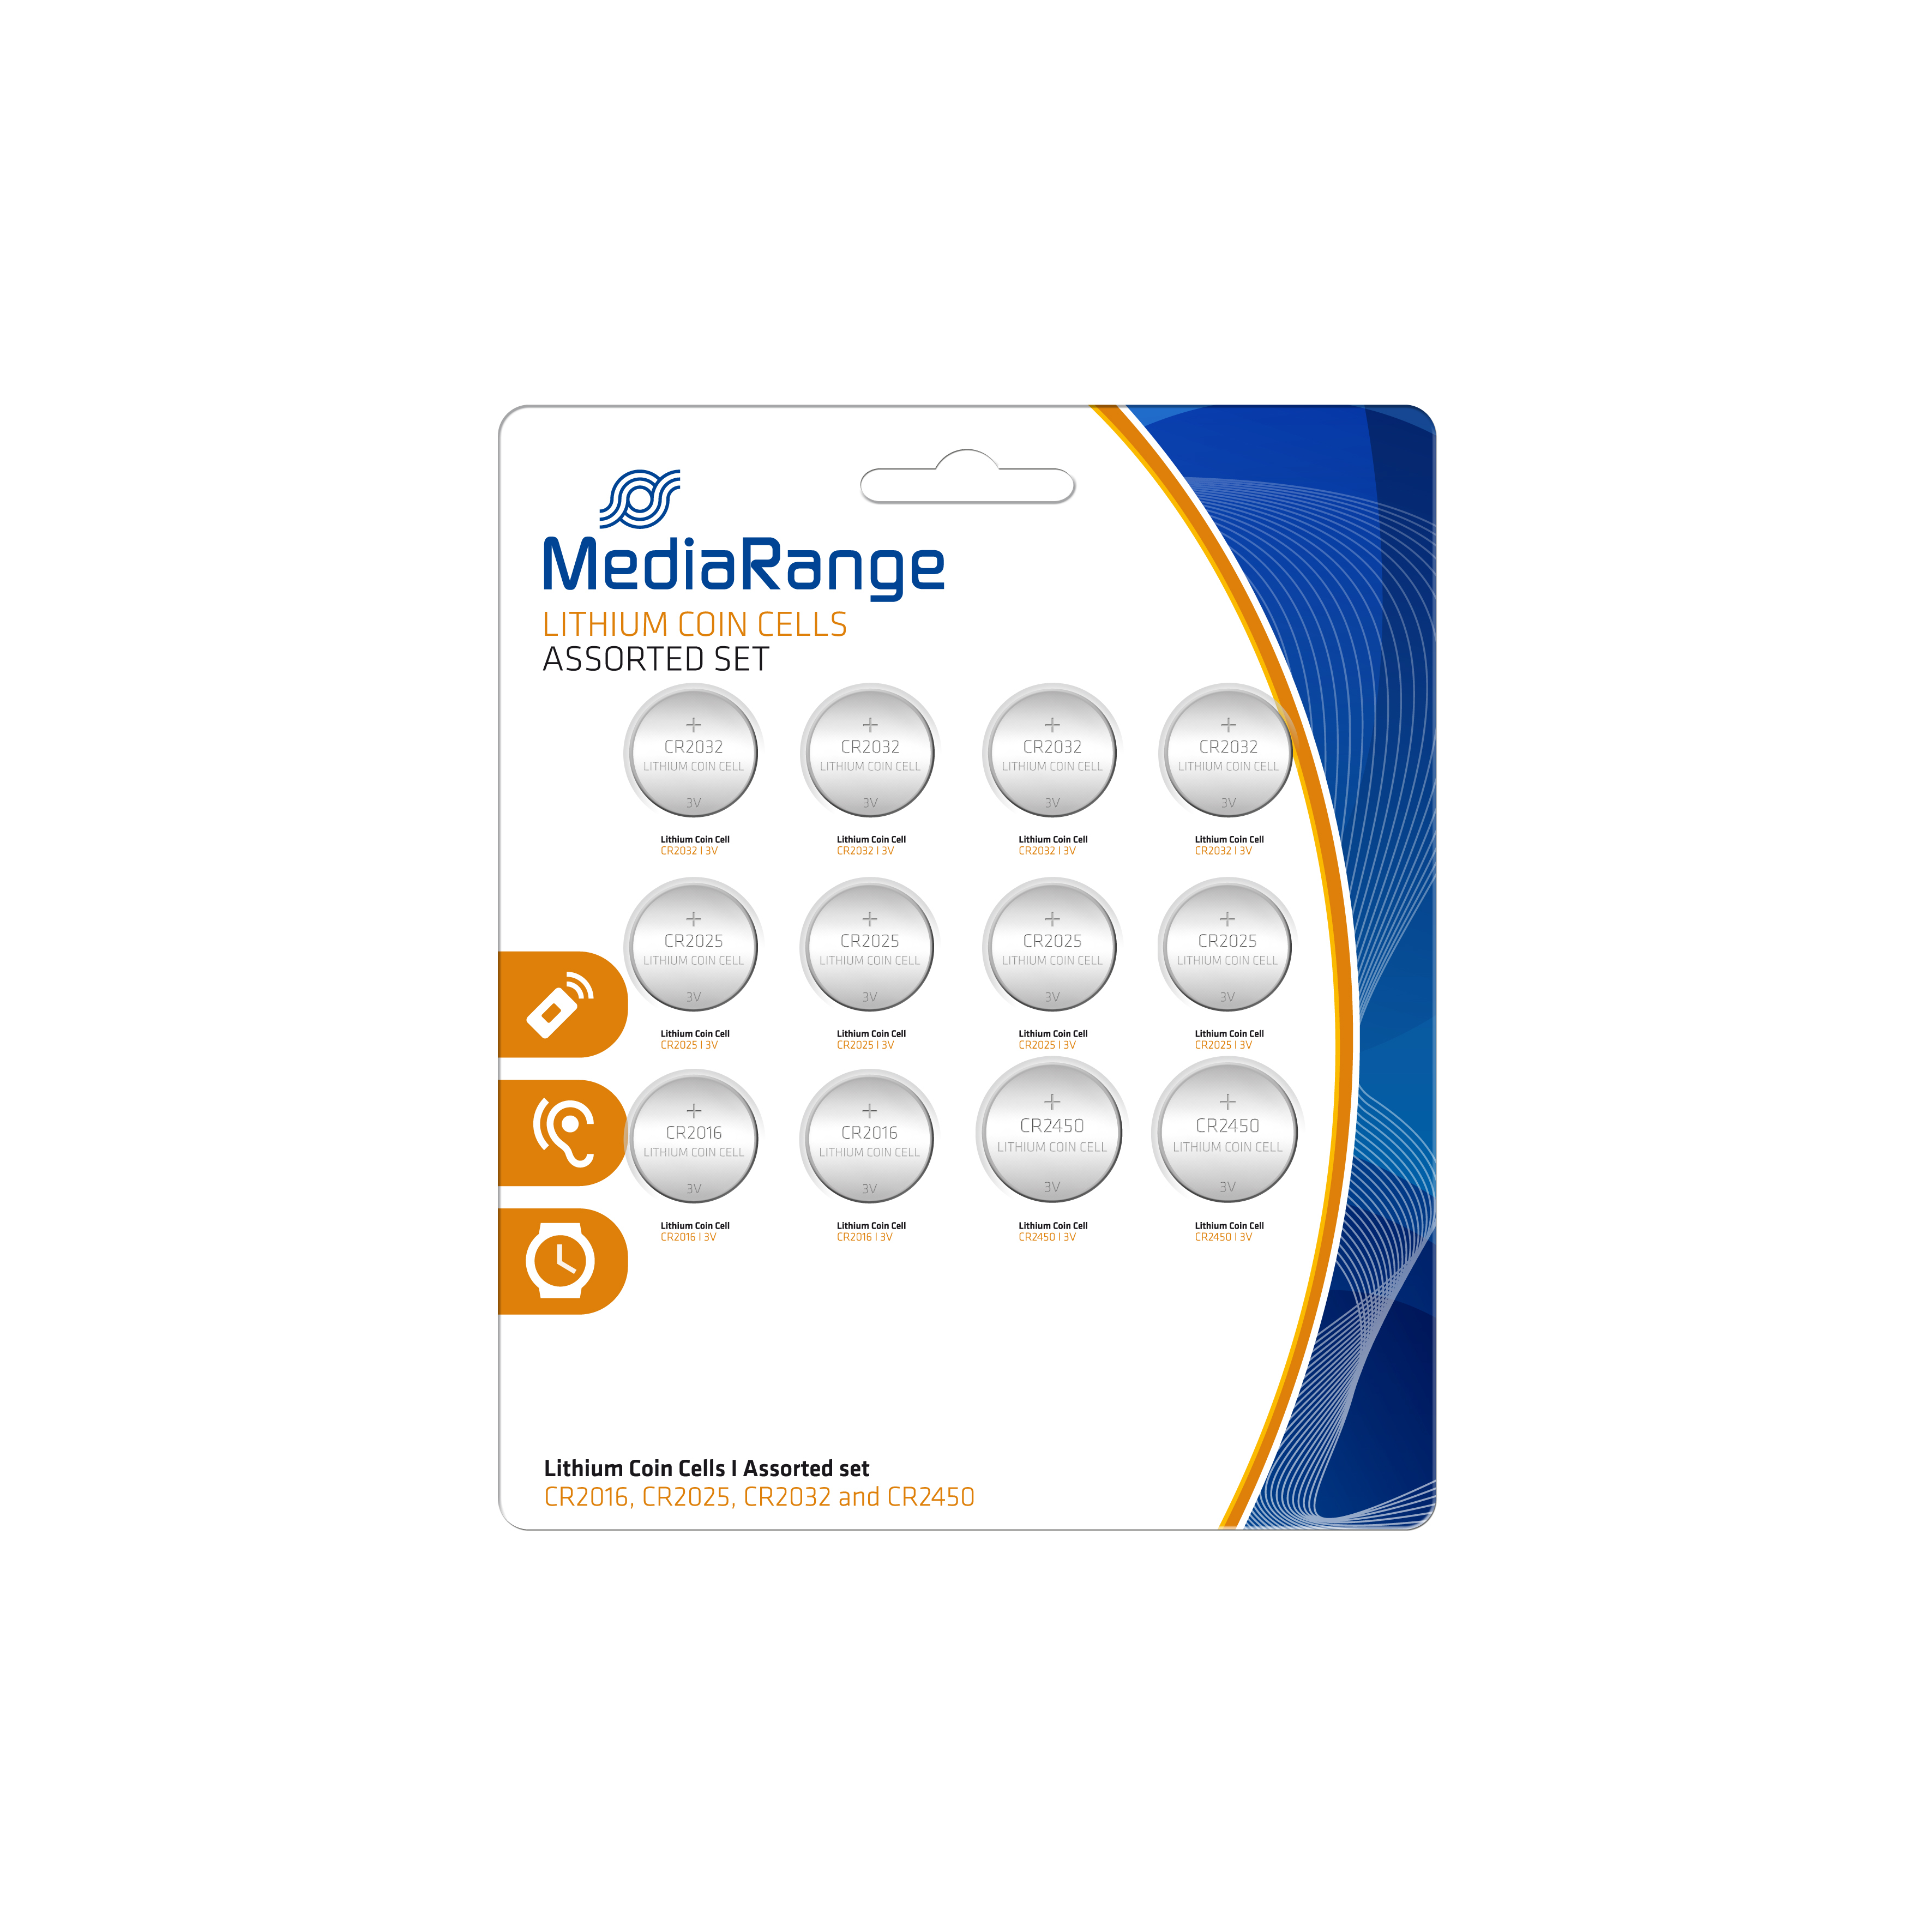 MediaRange
LITHIUM COIN CELLS
ASSORTED SET
+ + + +
CR2032 CR2032 CR2032 CR2032
LITHIUM COIN CELL LITHIUM COIN CELL LITHIUM COIN CELL LITHIUM COIN CELL
3V 3V 3V 3V
Lithium Coin Cell Lithium Coin Cell Lithium Coin Cell Lithium Coin Cell
CR2032 I 3V CR2032 I 3V CR2032 I 3V CR2032 I 3V
+ + + +
CR2025 CR2025 CR2025 CR2025
LITHIUM COIN CELL LITHIUM COIN CELL LITHIUM COIN CELL LITHIUM COIN CELL
3V 3V 3V 3V
Lithium Coin Cell Lithium Coin Cell Lithium Coin Cell Lithium Coin Cell
CR2025 I 3V CR2025 I 3V CR2025 I 3V CR2025 I 3V
+ + + +
CR2016 CR2016 CR2450 CR2450
LITHIUM COIN CELL LITHIUM COIN CELL LITHIUM COIN CELL LITHIUM COIN CELL
3V 3V 3V 3V
Lithium Coin Cell Lithium Coin Cell Lithium Coin Cell Lithium Coin Cell
CR2016 I 3V CR2016 I 3V CR2450 I 3V CR2450 I 3V
Lithium Coin Cells I Assorted set
CR2016, CR2025, CR2032 and CR2450